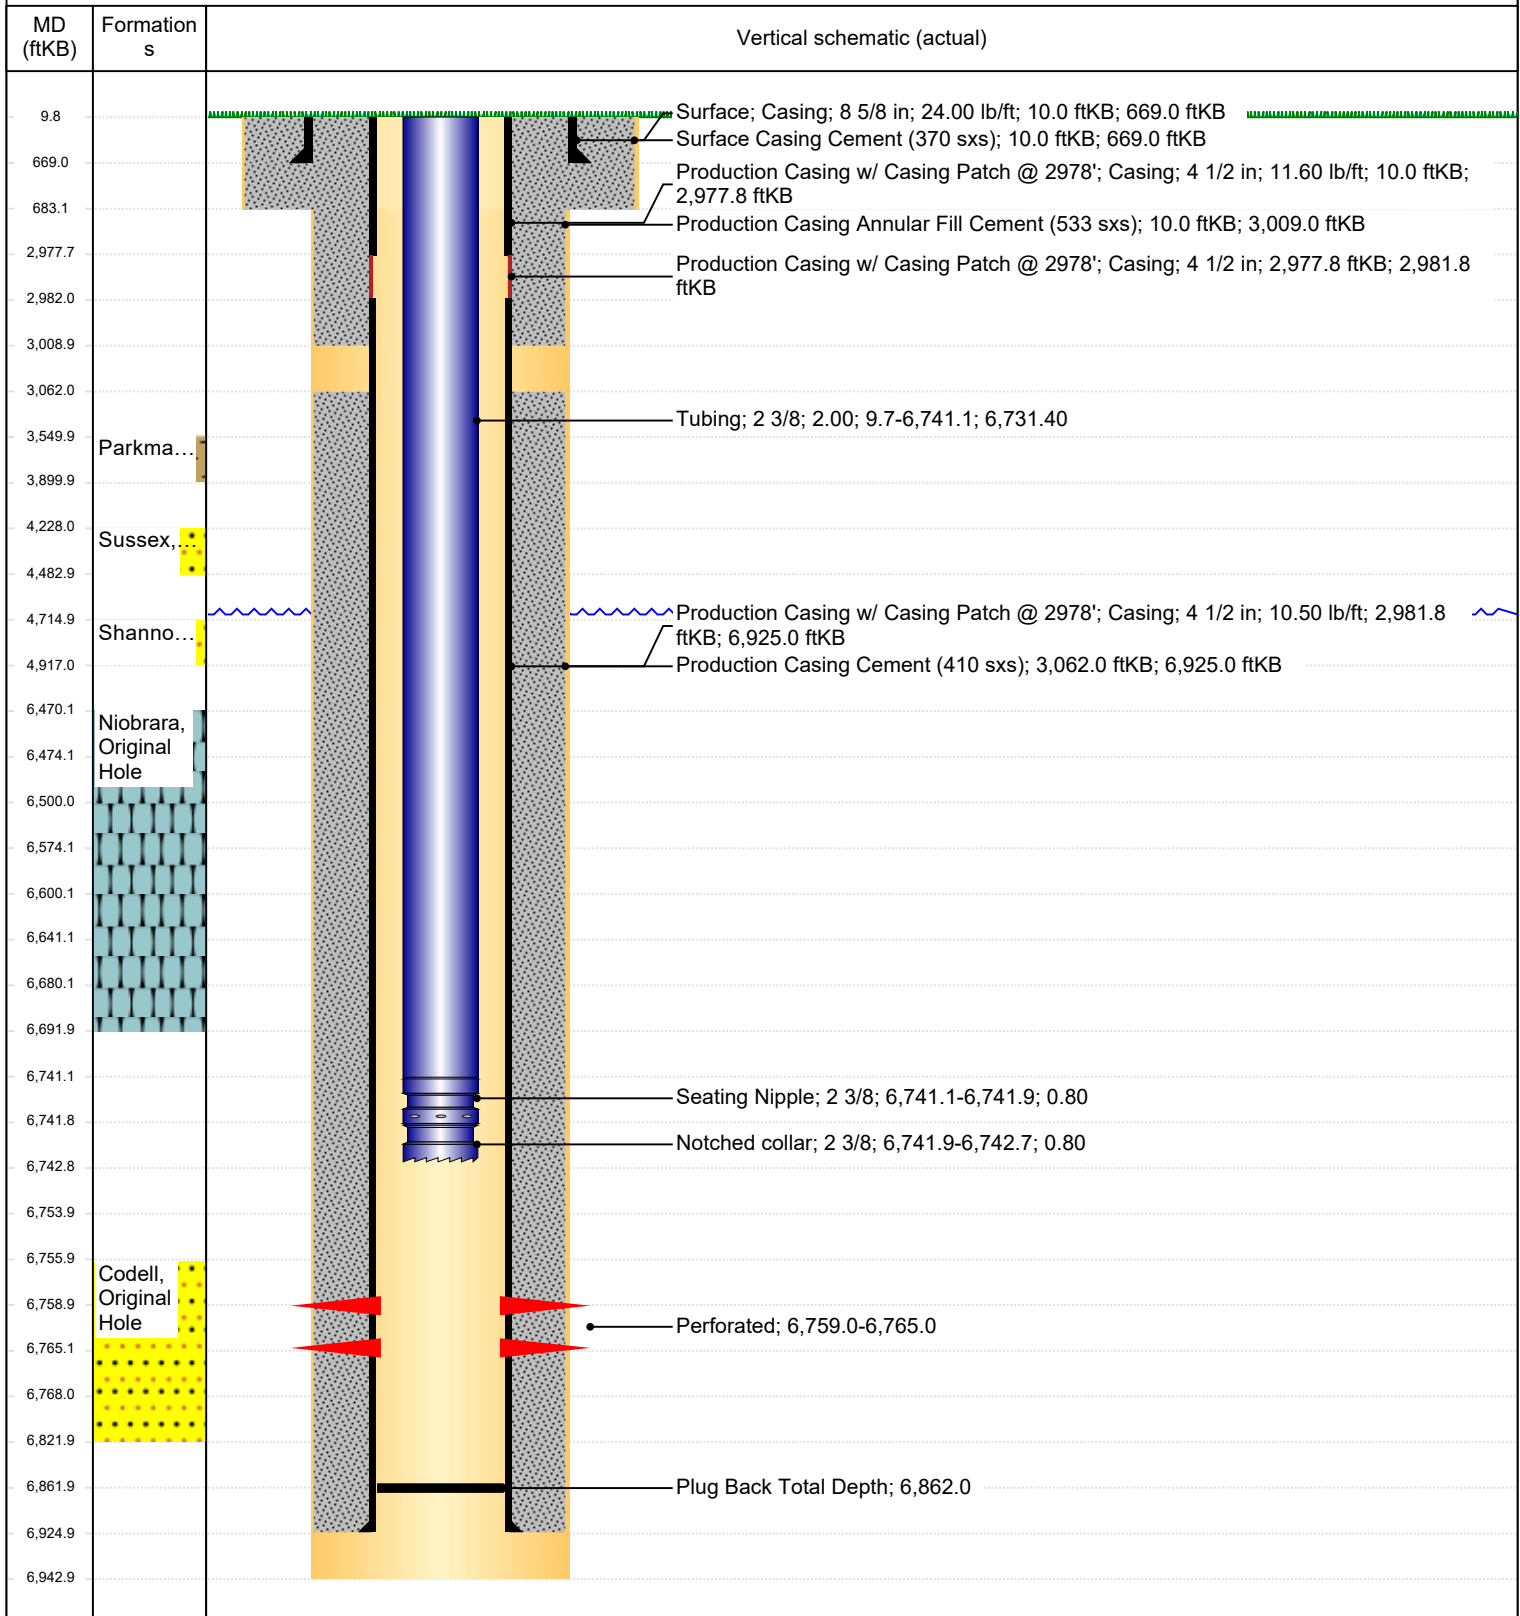 MD
(ftKB)
Formation
s
Vertical schematic (actual)
9.8
Surface; Casing; 8 5/8 in; 24.00 lb/ft; 10.0 ftKB; 669.0 ftKB
Surface Casing Cement (370 sxs); 10.0 ftKB; 669.0 ftKB
669.0
Production Casing w/ Casing Patch @ 2978'; Casing; 4 1/2 in; 11.60 lb/ft; 10.0 ftKB;
2,977.8 ftKB
683.1
Production Casing Annular Fill Cement (533 sxs); 10.0 ftKB; 3,009.0 ftKB
2,977.7
Production Casing w/ Casing Patch @ 2978'; Casing; 4 1/2 in; 2,977.8 ftKB; 2,981.8
ftKB
2,982.0
3,008.9
3,062.0
Tubing; 2 3/8; 2.00; 9.7-6,741.1; 6,731.40
3,549.9
Parkma…
3,899.9
4,228.0
Sussex,…
4,482.9
4,714.9
Production Casing w/ Casing Patch @ 2978'; Casing; 4 1/2 in; 10.50 lb/ft; 2,981.8
ftKB; 6,925.0 ftKB
Shanno…
4,917.0
Production Casing Cement (410 sxs); 3,062.0 ftKB; 6,925.0 ftKB
6,470.1
Niobrara,
Original
Hole
6,474.1
6,500.0
6,574.1
6,600.1
6,641.1
6,680.1
6,691.9
6,741.1
Seating Nipple; 2 3/8; 6,741.1-6,741.9; 0.80
6,741.8
Notched collar; 2 3/8; 6,741.9-6,742.7; 0.80
6,742.8
6,753.9
6,755.9
Codell,
Original
Hole
6,758.9
Perforated; 6,759.0-6,765.0
6,765.1
6,768.0
6,821.9
6,861.9
Plug Back Total Depth; 6,862.0
6,924.9
6,942.9